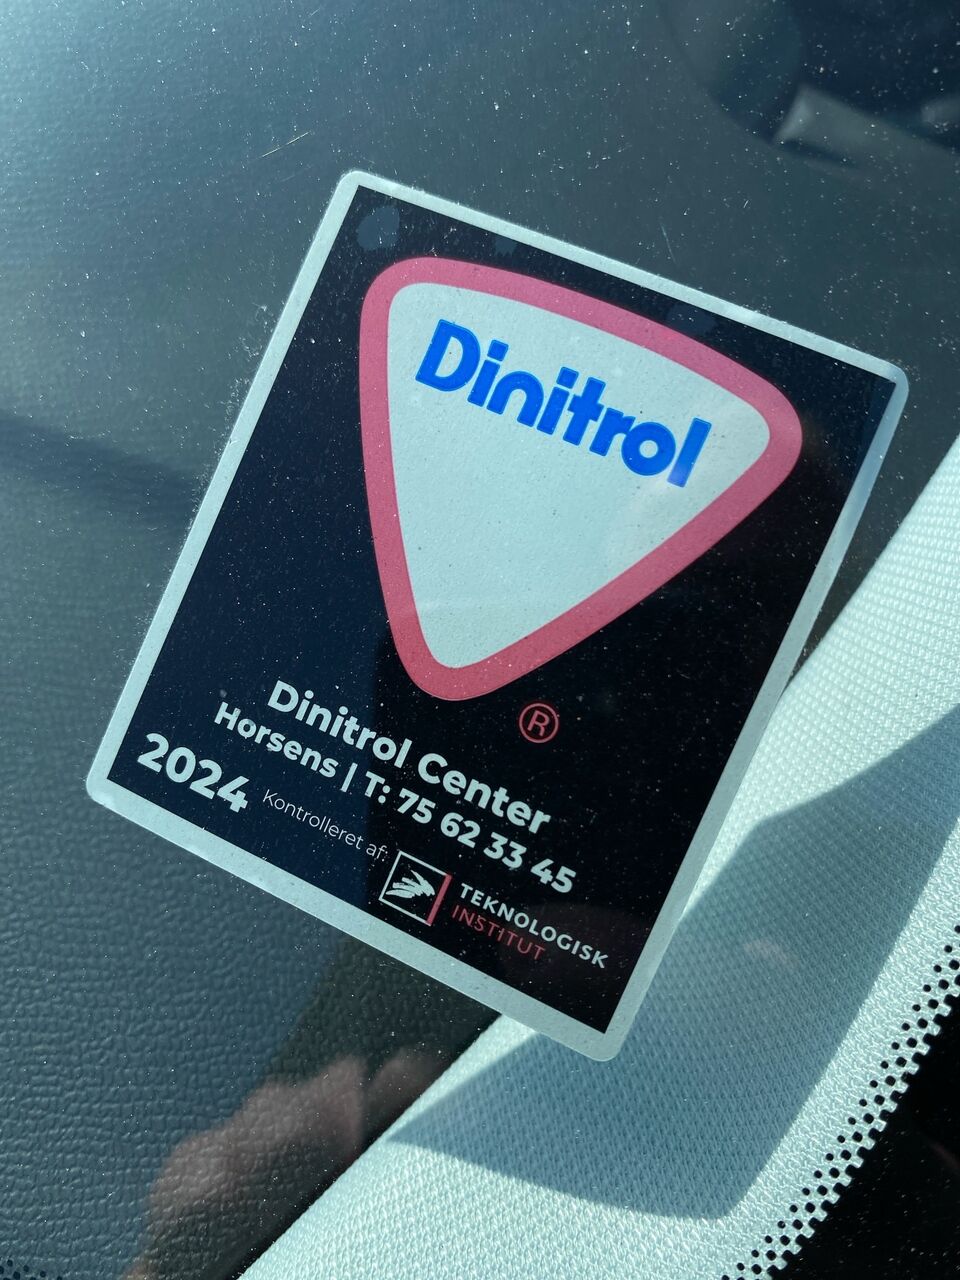 Dinitrol
®
Dinitrol Center
Horsens | T: 75 62 33 45
2024 Kontrolleret af:
TEKNOLOGISK
INSTITUT